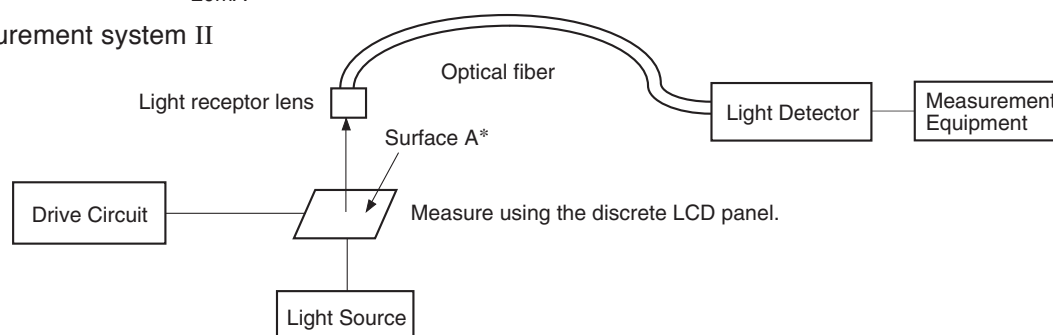 urement system II
Optical fiber
Light receptor lens
Light Detector
Measurement
Equipment
Surface A*
Drive Circuit
Measure using the discrete LCD panel.
Light Source